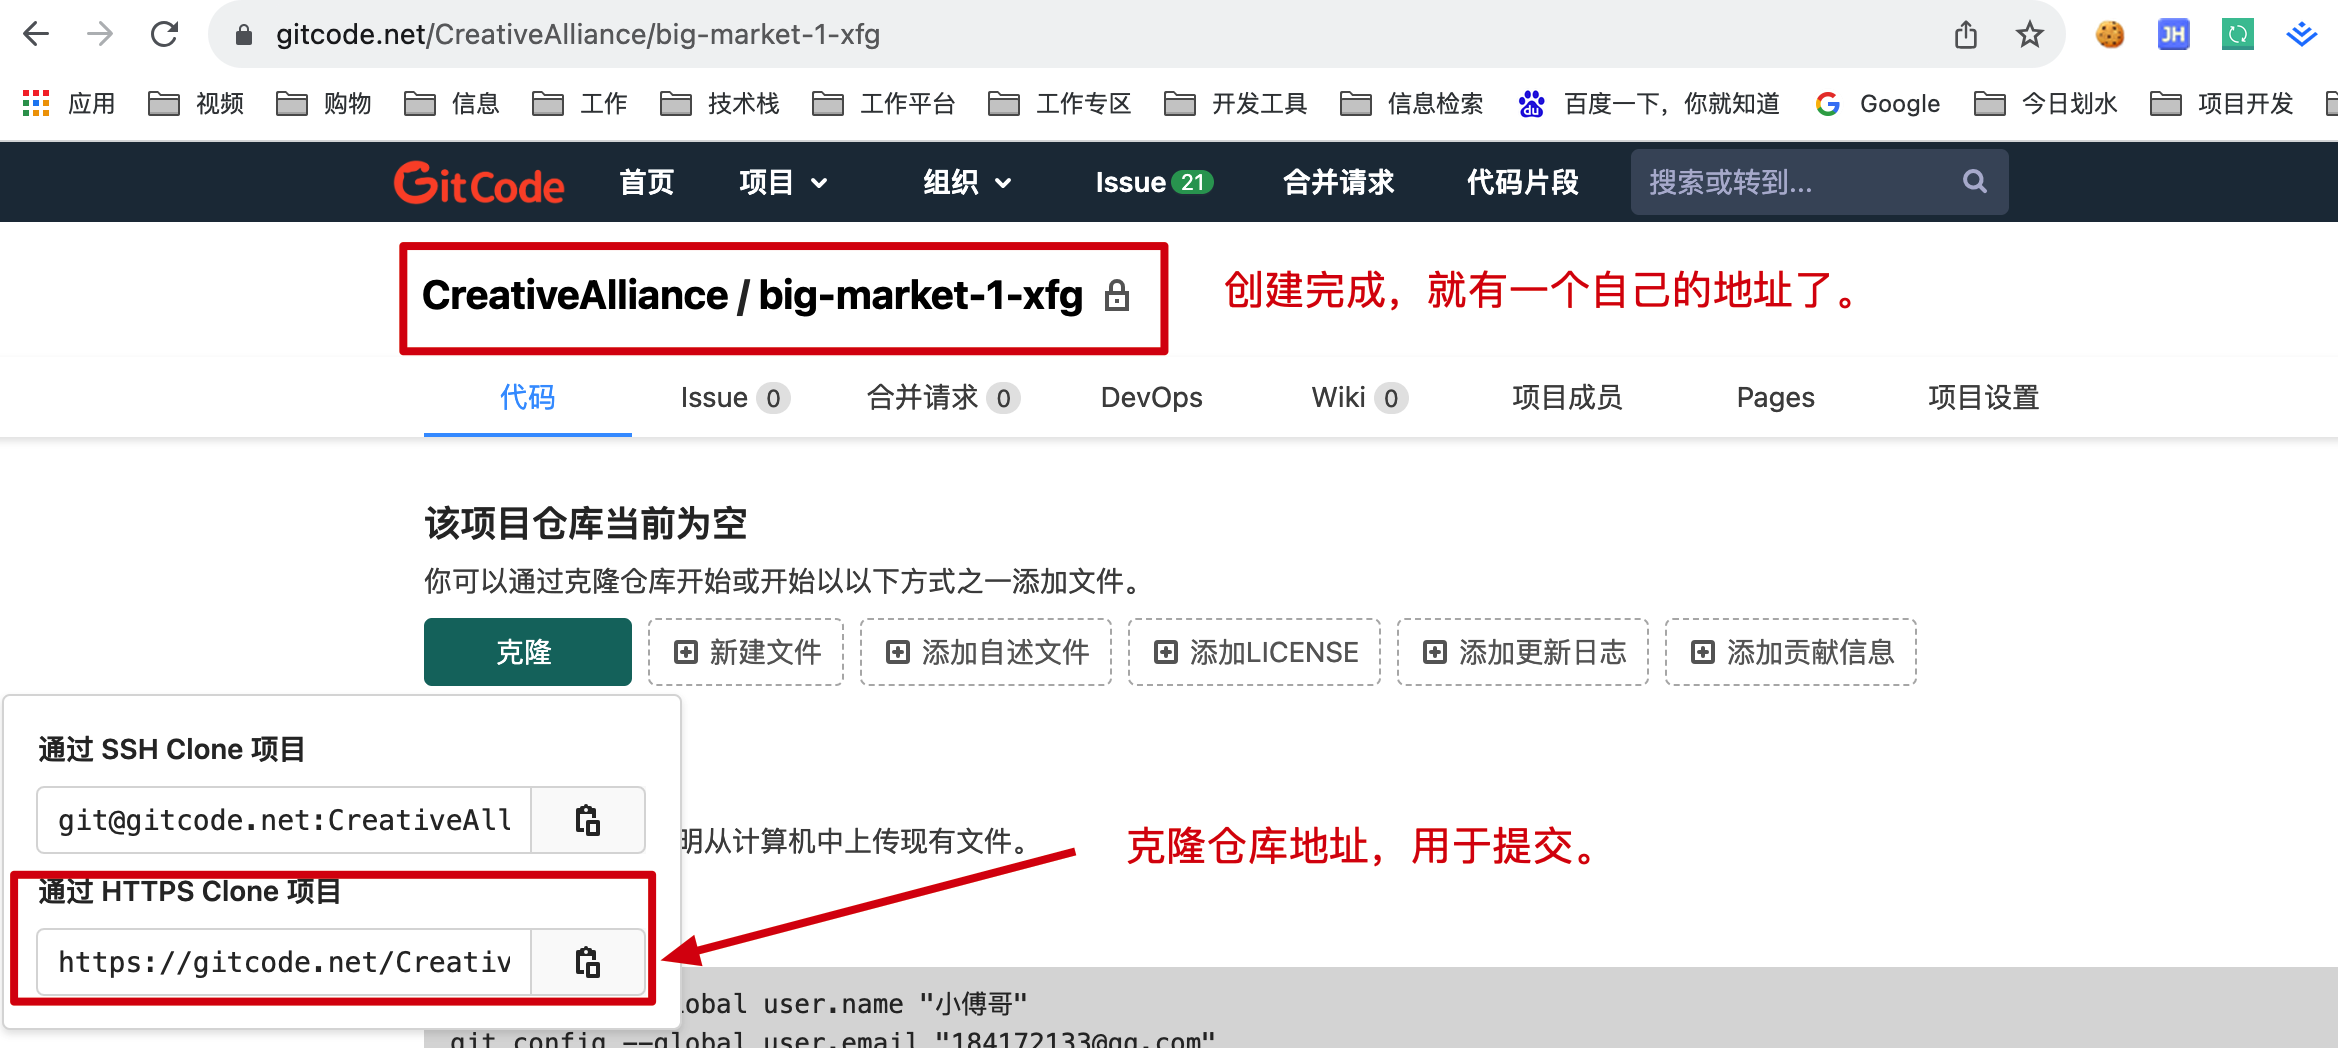 gitcode.net/CreativeAlliance/big-market-1-xfg
JH
应用 视频 购物 信息 工作 技术栈 工作平台 工作专区 开发工具 信息检索 du 百度一下，你就知道 Google 今日划水 项目开发
GitCode 首页 项目 组织 Issue 21 合并请求 代码片段 搜索或转到...
CreativeAlliance / big-market-1-xfg
创建完成，就有一个自己的地址了。
代码 Issue 0 合并请求 0 DevOps Wiki 0 项目成员 Pages 项目设置
该项目仓库当前为空
你可以通过克隆仓库开始或开始以以下方式之一添加文件。
克隆 新建文件 添加自述文件 添加LICENSE 添加更新日志 添加贡献信息
通过 SSH Clone 项目
git@gitcode.net:CreativeAll
明从计算机中上传现有文件。
克隆仓库地址，用于提交。
通过 HTTPS Clone 项目
https://gitcode.net/Creativ
lobal user.name "小傅哥"
git config --global user.email "184172133@qq.com"